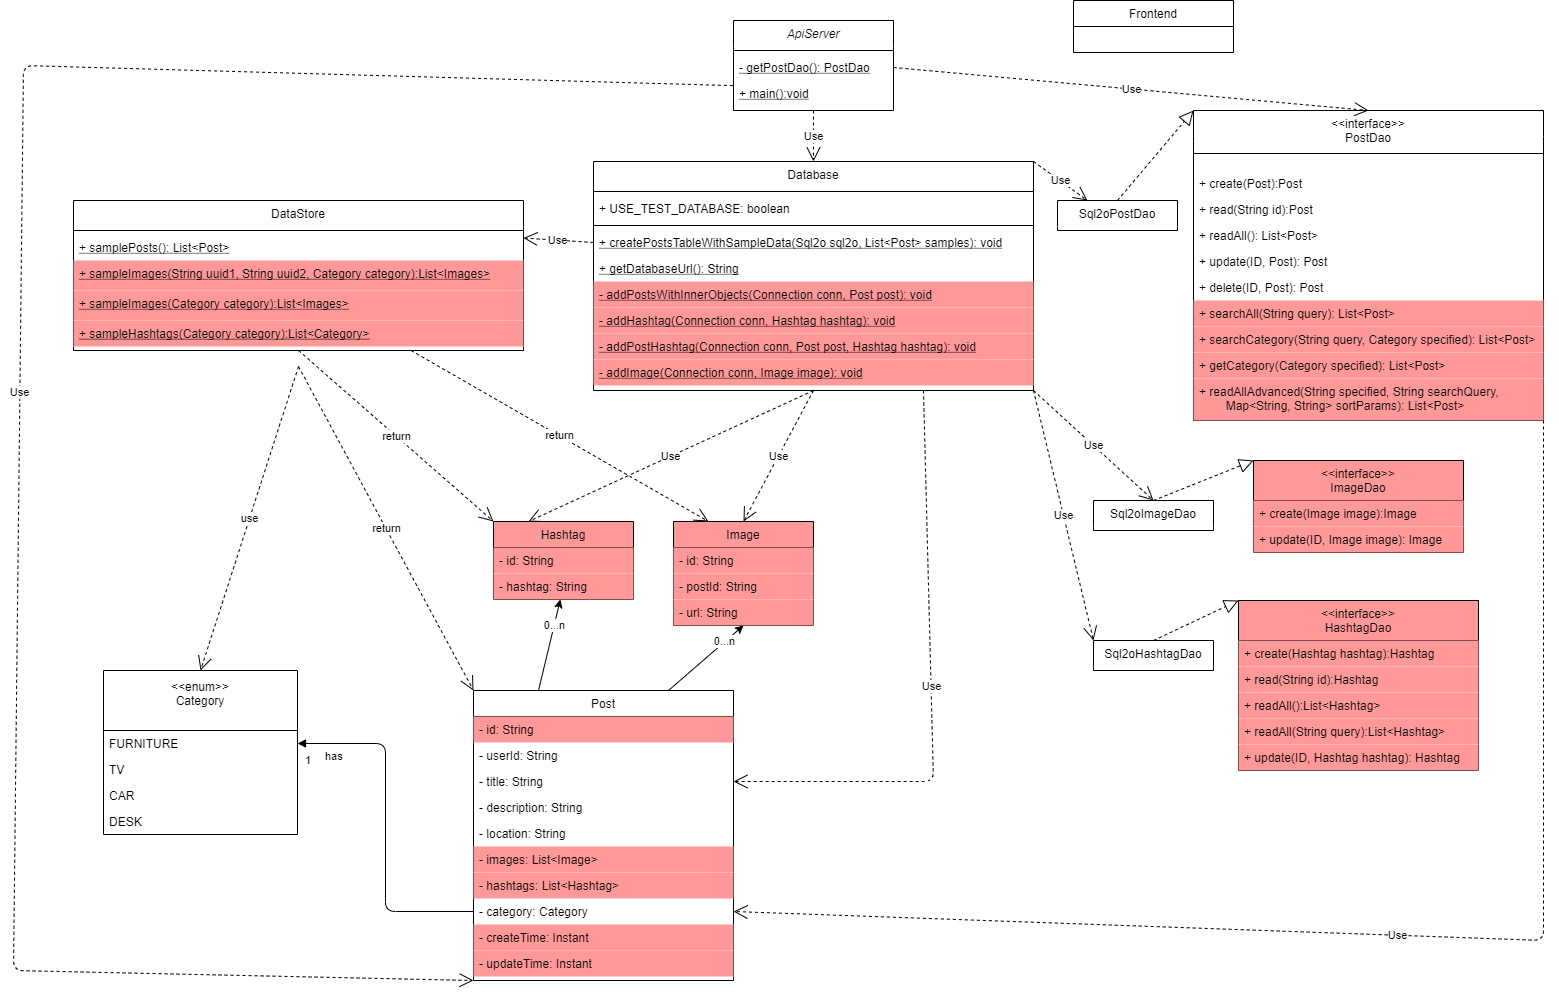 Frontend
ApiServer
- getPostDao(): PostDao
+ main():void
Use
Use
Use
<<interface>>
PostDao
+ create(Post):Post
+ read(String id):Post
+ readAll(): List<Post>
+ update(ID, Post): Post
+ delete(ID, Post): Post
+ searchAll(String query): List<Post>
+ searchCategory(String query, Category specified): List<Post>
+ getCategory(Category specified): List<Post>
+ readAllAdvanced(String specified, String searchQuery,
Map<String, String> sortParams): List<Post>
Database
+ USE_TEST_DATABASE: boolean
+ createPostsTableWithSampleData(Sql2o sql2o, List<Post> samples): void
+ getDatabaseUrl(): String
- addPostsWithInnerObjects(Connection conn, Post post): void
- addHashtag(Connection conn, Hashtag hashtag): void
- addPostHashtag(Connection conn, Post post, Hashtag hashtag): void
- addImage(Connection conn, Image image): void
Use
Sql2oPostDao
DataStore
+ samplePosts(): List<Post>
+ sampleImages(String uuid1, String uuid2, Category category):List<Images>
+ sampleImages(Category category):List<Images>
+ sampleHashtags(Category category):List<Category>
Use
return
return
Use
Use
Use
Use
use
return
Use
Sql2oImageDao
<<interface>>
ImageDao
+ create(Image image):Image
+ update(ID, Image image): Image
Hashtag
- id: String
- hashtag: String
Image
- id: String
- postId: String
- url: String
0...n
0...n
Sql2oHashtagDao
<<interface>>
HashtagDao
+ create(Hashtag hashtag):Hashtag
+ read(String id):Hashtag
+ readAll():List<Hashtag>
+ readAll(String query):List<Hashtag>
+ update(ID, Hashtag hashtag): Hashtag
<<enum>>
Category
FURNITURE
TV
CAR
DESK
1
has
Post
- id: String
- userId: String
- title: String
- description: String
- location: String
- images: List<Image>
- hashtags: List<Hashtag>
- category: Category
- createTime: Instant
- updateTime: Instant
Use